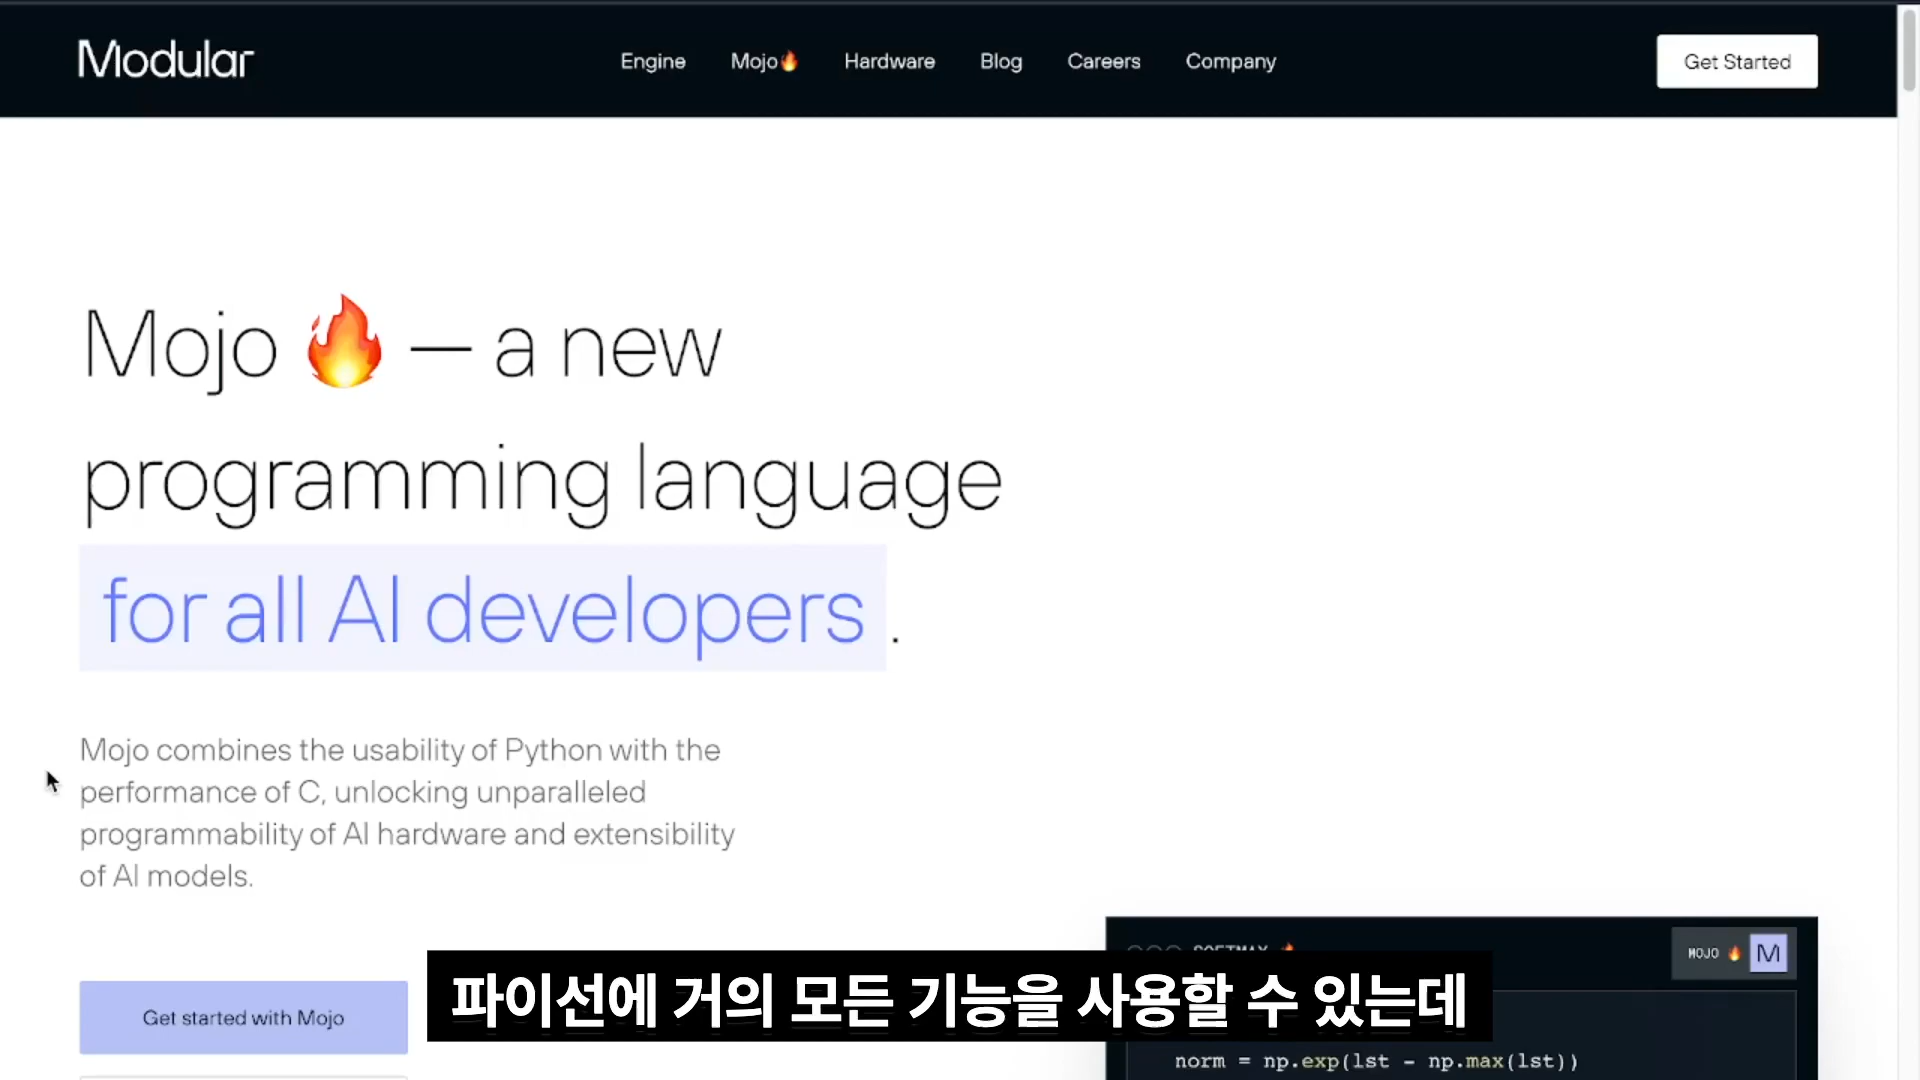 Modular
Engine Mojo🔥 Hardware Blog Careers Company
Get Started
Mojo 🔥 — a new
programming language
for all AI developers .
Mojo combines the usability of Python with the
performance of C, unlocking unparalleled
programmability of AI hardware and extensibility
of AI models.
SOFTMAX 🔥
MOJO 🔥 M
Get started with Mojo
파이선에 거의 모든 기능을 사용할 수 있는데
norm = np.exp(lst - np.max(lst))